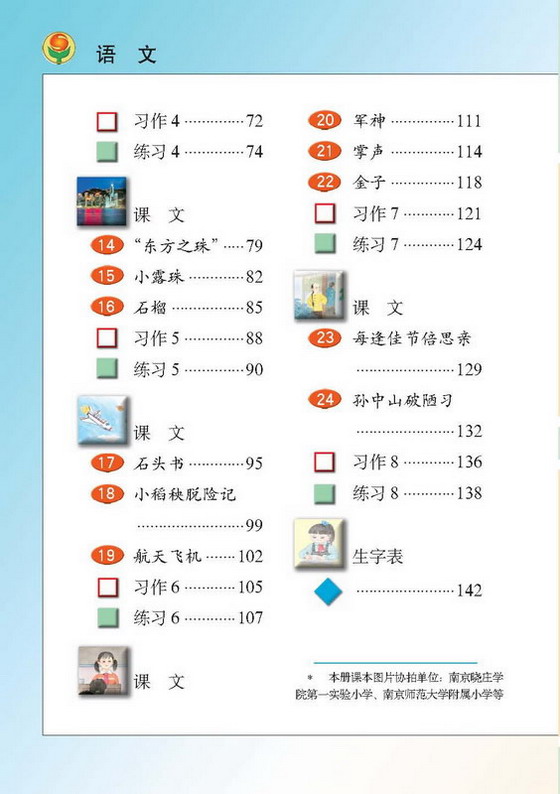 语 文
习作 4 ·············72
练习 4 ·············74
课 文
14 “东方之珠” ·····79
15 小露珠 ············82
16 石榴 ···············85
习作 5 ·············88
练习 5 ·············90
课 文
17 石头书 ············95
18 小稻秧脱险记
·······················99
19 航天飞机 ·······102
习作 6 ············105
练习 6 ············107
课 文
20 军神 ··············111
21 掌声 ··············114
22 金子 ··············118
习作 7 ············121
练习 7 ············124
课 文
23 每逢佳节倍思亲
·····················129
24 孙中山破陋习
·····················132
习作 8 ············136
练习 8 ············138
生字表
·····················142
* 本册课本图片协拍单位：南京晓庄学
院第一实验小学、南京师范大学附属小学等